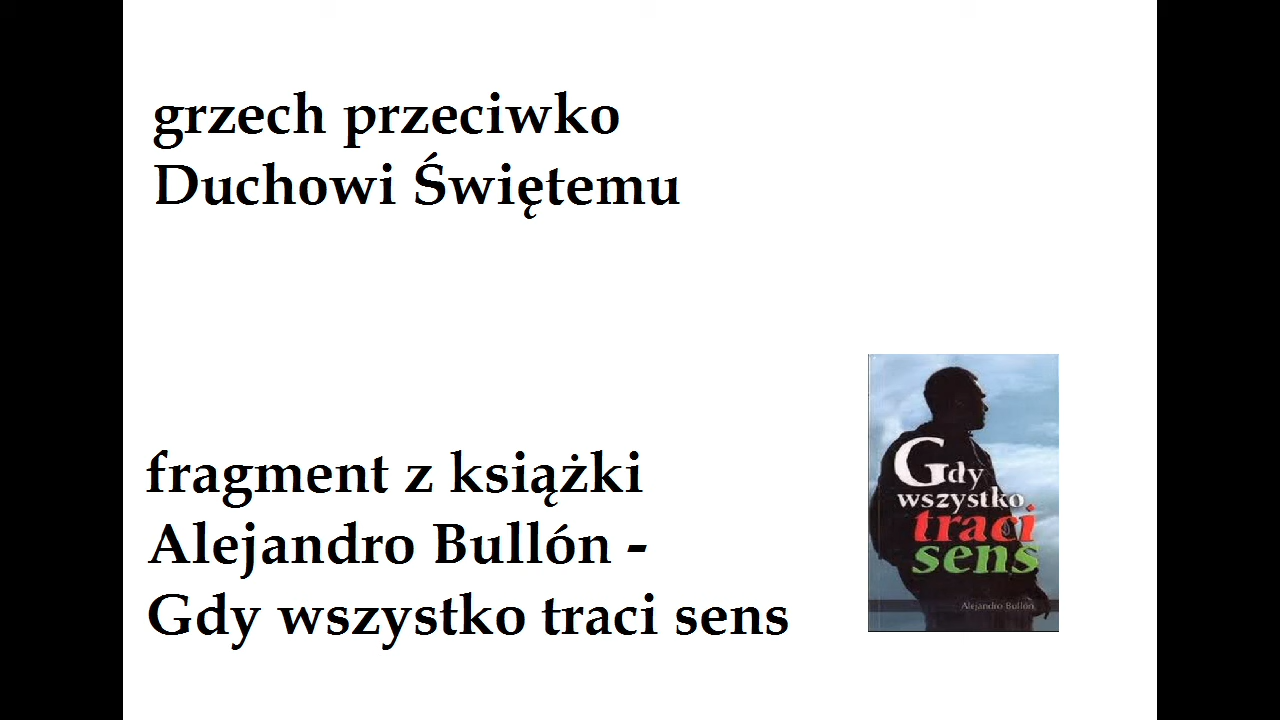 grzech przeciwko
Duchowi Świętemu
fragment z książki
Alejandro Bullón -
Gdy wszystko traci sens
Gdy
wszystko
traci
sens
Alejandro Bullón